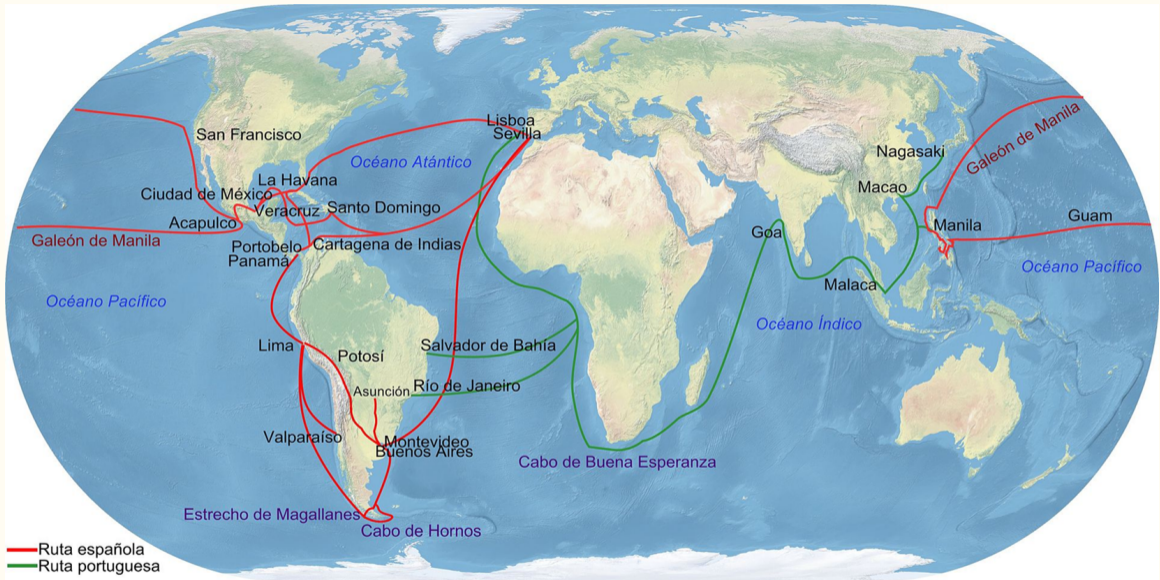 Lisboa
Sevilla
San Francisco
Océano Atántico
Nagasaki
Galeón de Manila
La Havana
Ciudad de México
Macao
Veracruz
Santo Domingo
Acapulco
Guam
Manila
Goa
Galeón de Manila
Portobelo
Cartagena de Indias
Panamá
Océano Pacífico
Malaca
Océano Pacífico
Océano Índico
Lima
Potosí
Salvador de Bahía
Asunción
Río de Janeiro
Valparaíso
Montevideo
Buenos Aires
Cabo de Buena Esperanza
Estrecho de Magallanes
Cabo de Hornos
Ruta española
Ruta portuguesa